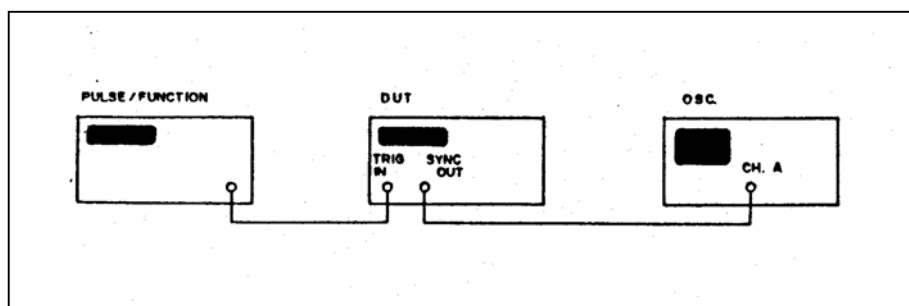 PULSE/FUNCTION
DUT
OSC.
TRIG IN
SYNC OUT
CH. A